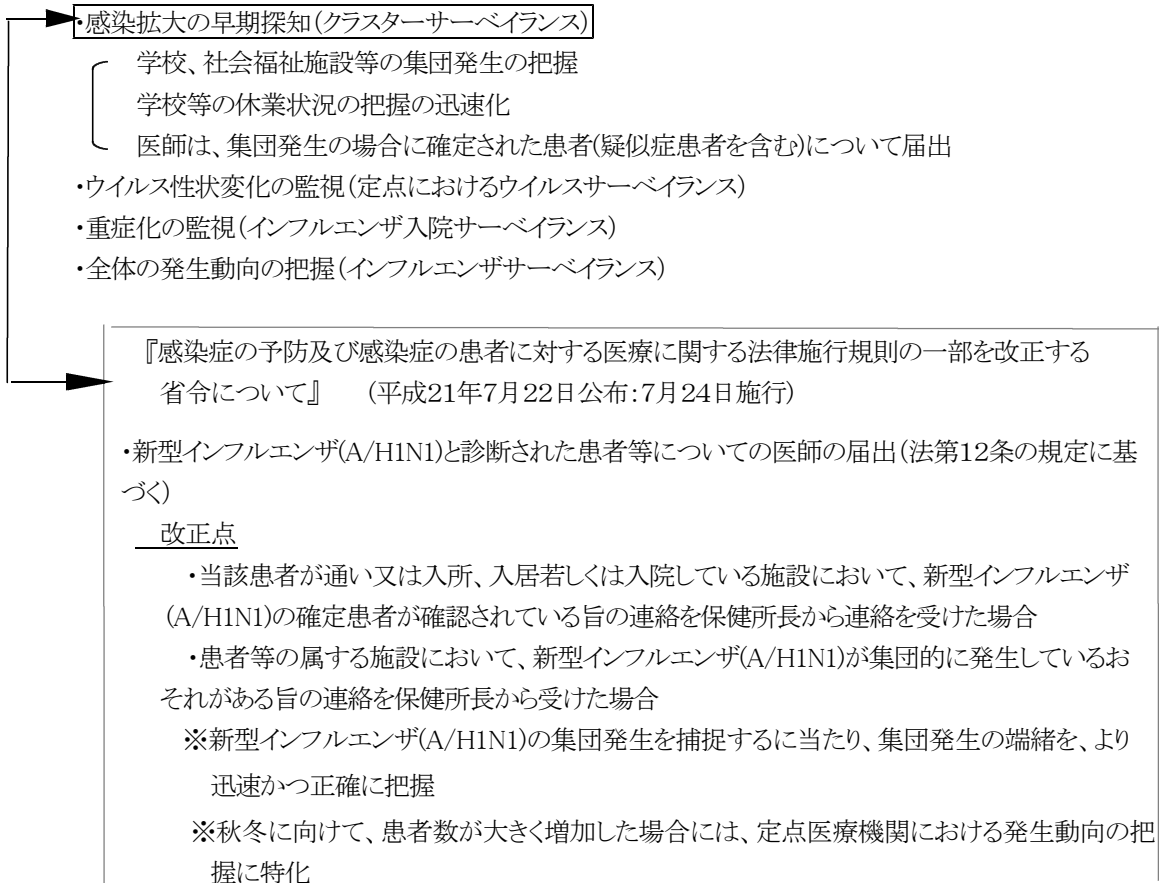 ・感染拡大の早期探知(クラスターサーベイランス)
学校、社会福祉施設等の集団発生の把握
学校等の休業状況の把握の迅速化
医師は、集団発生の場合に確定された患者(疑似症患者を含む)について届出
・ウイルス性状変化の監視(定点におけるウイルスサーベイランス)
・重症化の監視(インフルエンザ入院サーベイランス)
・全体の発生動向の把握(インフルエンザサーベイランス)
『感染症の予防及び感染症の患者に対する医療に関する法律施行規則の一部を改正する
省令について』　(平成21年7月22日公布:7月24日施行)
・新型インフルエンザ(A/H1N1)と診断された患者等についての医師の届出(法第12条の規定に基
づく)
改正点
・当該患者が通い又は入所、入居若しくは入院している施設において、新型インフルエンザ
(A/H1N1)の確定患者が確認されている旨の連絡を保健所長から連絡を受けた場合
・患者等の属する施設において、新型インフルエンザ(A/H1N1)が集団的に発生しているお
それがある旨の連絡を保健所長から受けた場合
※新型インフルエンザ(A/H1N1)の集団発生を捕捉するに当たり、集団発生の端緒を、より
迅速かつ正確に把握
※秋冬に向けて、患者数が大きく増加した場合には、定点医療機関における発生動向の把
握に特化